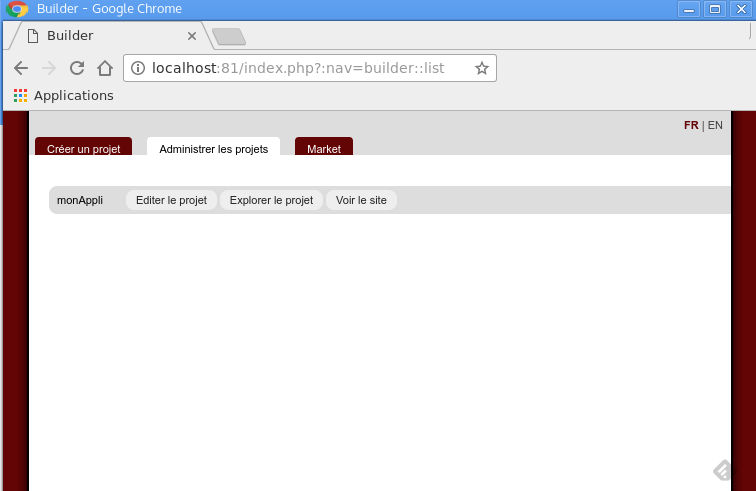 Builder - Google Chrome
Builder
localhost:81/index.php?:nav=builder::list
Applications
FR | EN
Créer un projet Administrer les projets Market
monAppli Editer le projet Explorer le projet Voir le site